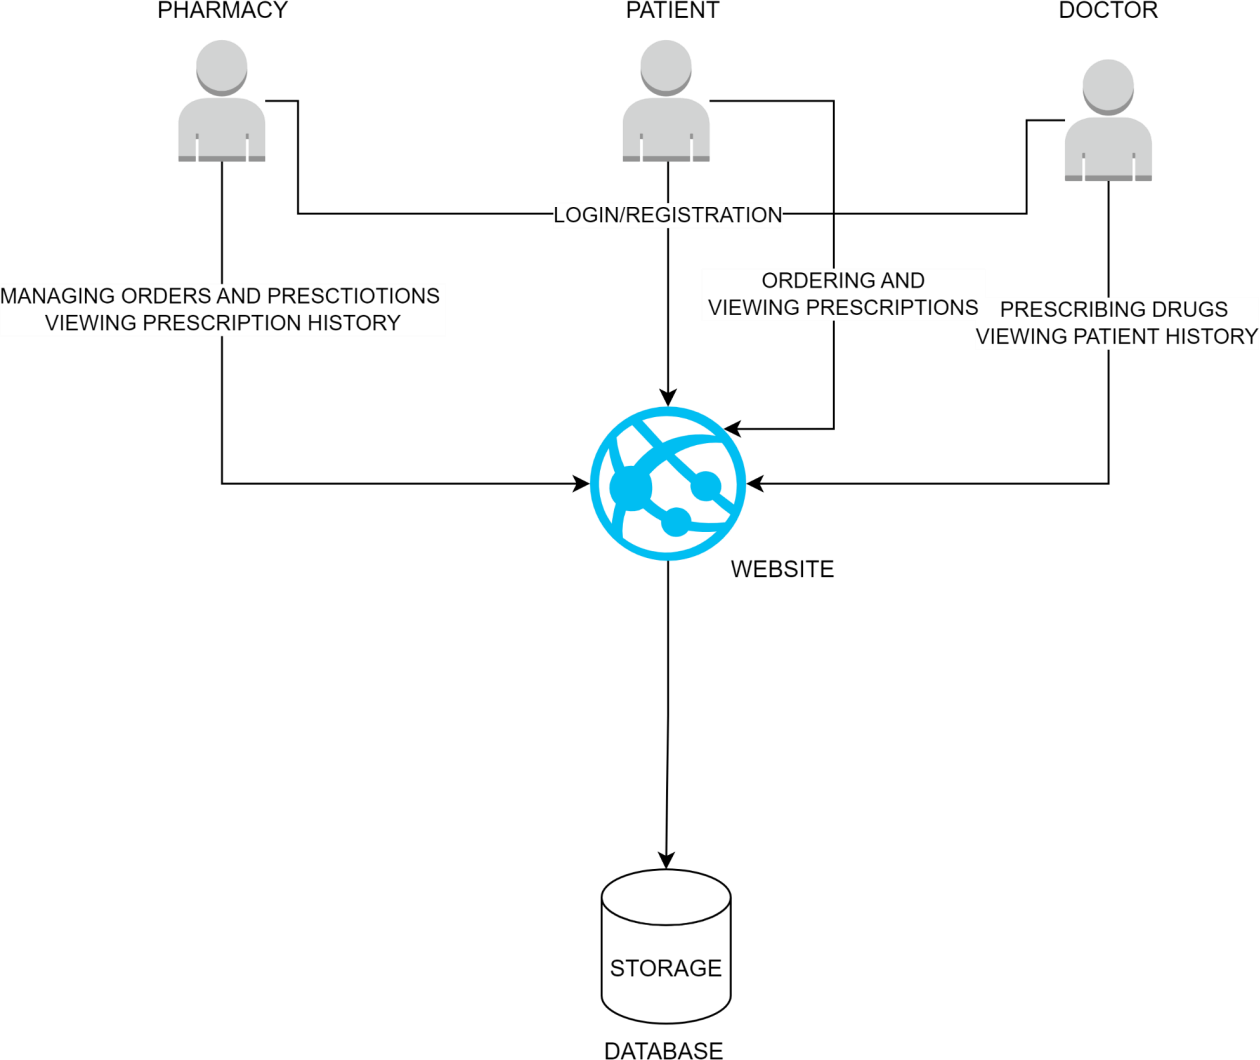 PHARMACY
PATIENT
DOCTOR
LOGIN/REGISTRATION
MANAGING ORDERS AND PRESCTIOTIONS
VIEWING PRESCRIPTION HISTORY
ORDERING AND
VIEWING PRESCRIPTIONS
PRESCRIBING DRUGS
VIEWING PATIENT HISTORY
WEBSITE
STORAGE
DATABASE